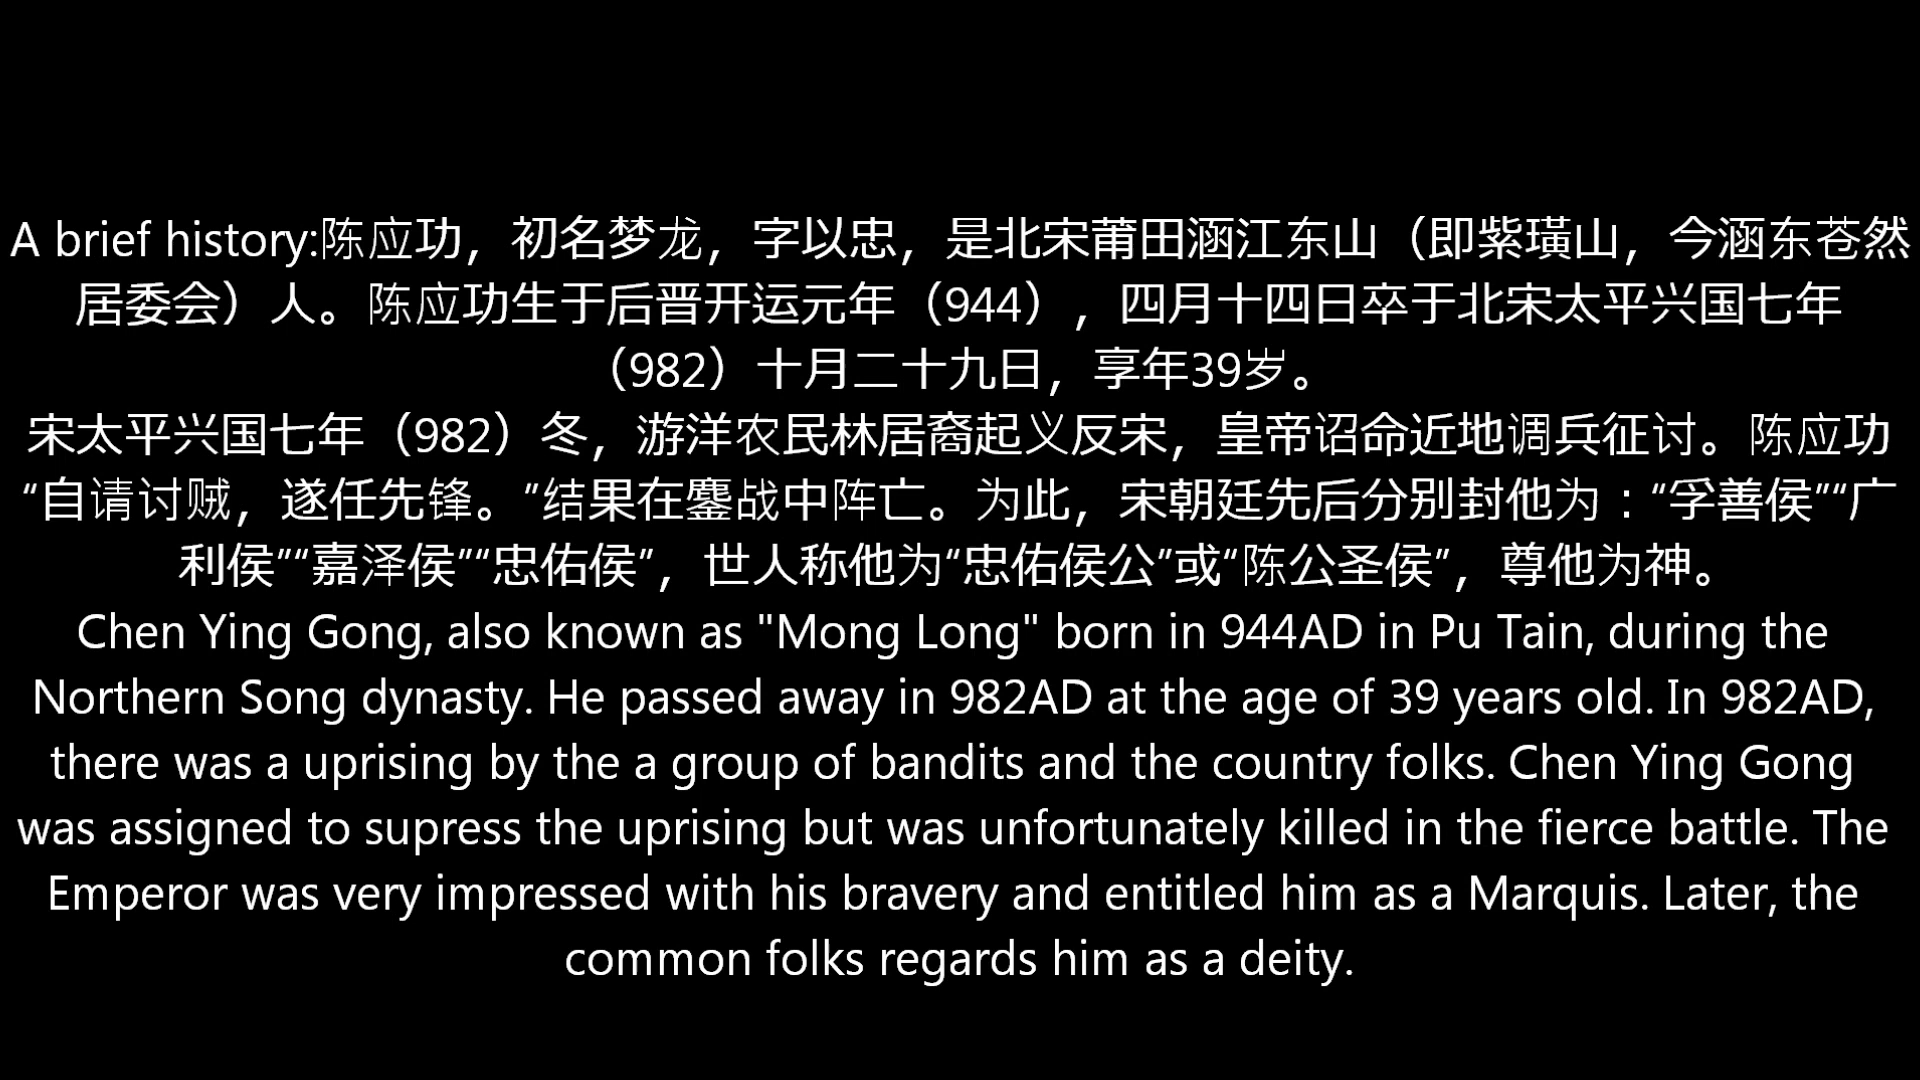 A brief history:陈应功，初名梦龙，字以忠，是北宋莆田涵江东山（即紫璜山，今涵东苍然
居委会）人。陈应功生于后晋开运元年（944），四月十四日卒于北宋太平兴国七年
（982）十月二十九日，享年39岁。
宋太平兴国七年（982）冬，游洋农民林居裔起义反宋，皇帝诏命近地调兵征讨。陈应功
“自请讨贼，遂任先锋。”结果在鏖战中阵亡。为此，宋朝廷先后分别封他为：“孚善侯”“广
利侯”“嘉泽侯”“忠佑侯”，世人称他为“忠佑侯公”或“陈公圣侯”，尊他为神。
Chen Ying Gong, also known as "Mong Long" born in 944AD in Pu Tain, during the
Northern Song dynasty. He passed away in 982AD at the age of 39 years old. In 982AD,
there was a uprising by the a group of bandits and the country folks. Chen Ying Gong
was assigned to supress the uprising but was unfortunately killed in the fierce battle. The
Emperor was very impressed with his bravery and entitled him as a Marquis. Later, the
common folks regards him as a deity.